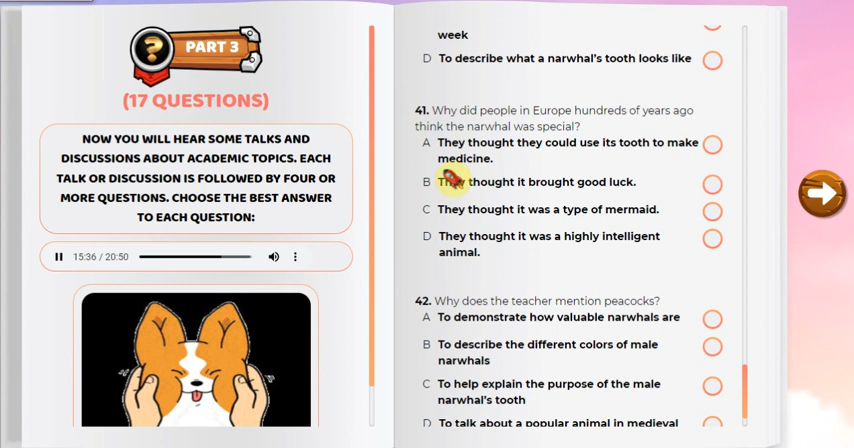 PART 3
(17 QUESTIONS)
NOW YOU WILL HEAR SOME TALKS AND
DISCUSSIONS ABOUT ACADEMIC TOPICS. EACH
TALK OR DISCUSSION IS FOLLOWED BY FOUR OR
MORE QUESTIONS. CHOOSE THE BEST ANSWER
TO EACH QUESTION:
15:36 / 20:50
week
D To describe what a narwhal's tooth looks like
41. Why did people in Europe hundreds of years ago
think the narwhal was special?
A They thought they could use its tooth to make
medicine.
B They thought it brought good luck.
C They thought it was a type of mermaid.
D They thought it was a highly intelligent
animal.
42. Why does the teacher mention peacocks?
A To demonstrate how valuable narwhals are
B To describe the different colors of male
narwhals
C To help explain the purpose of the male
narwhal's tooth
D To talk about a popular animal in medieval